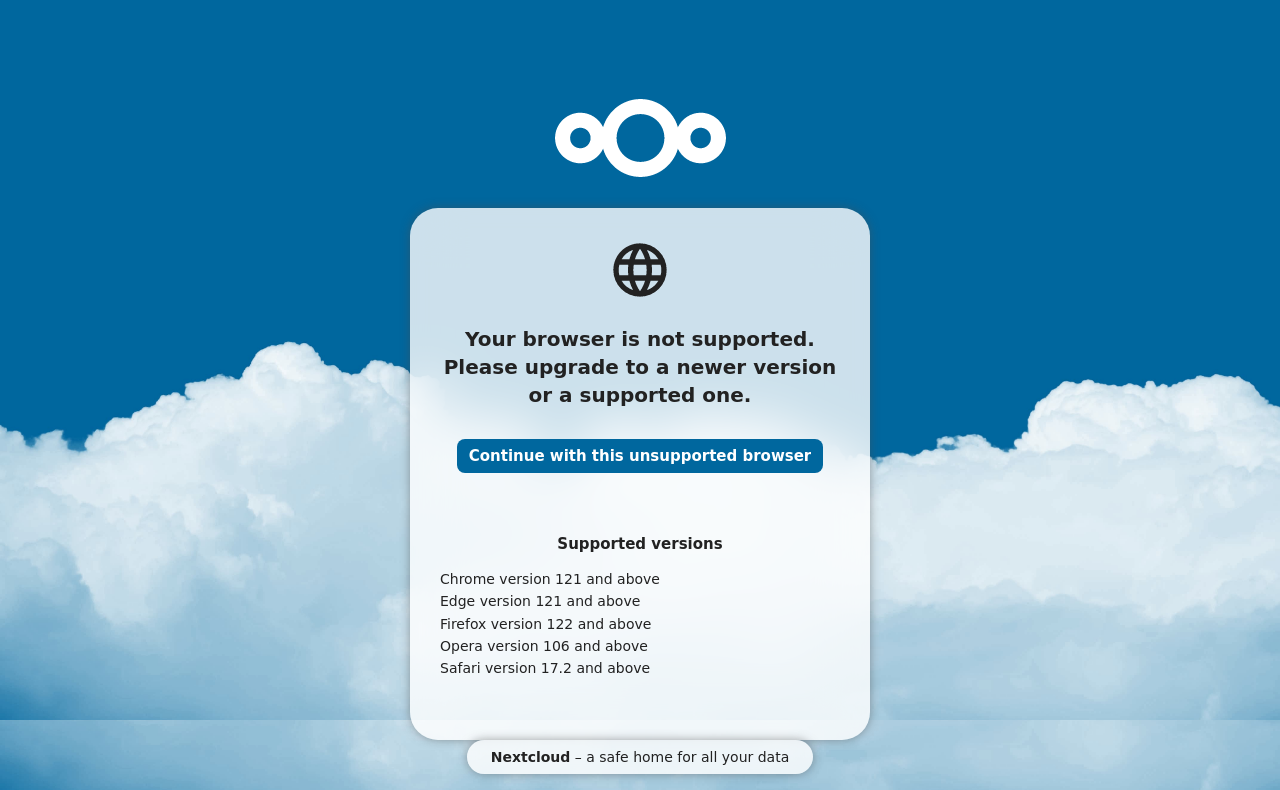 Your browser is not supported.
Please upgrade to a newer version
or a supported one.
Continue with this unsupported browser
Supported versions
Chrome version 121 and above
Edge version 121 and above
Firefox version 122 and above
Opera version 106 and above
Safari version 17.2 and above
Nextcloud – a safe home for all your data